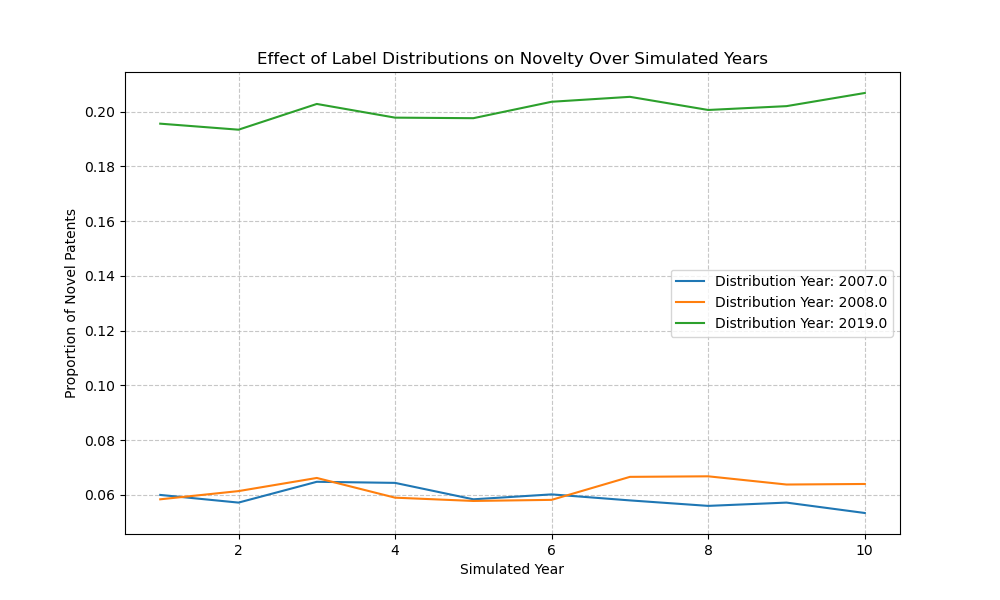 Effect of Label Distributions on Novelty Over Simulated Years
Proportion of Novel Patents
0.20
0.18
0.16
0.14
0.12
0.10
0.08
0.06
Distribution Year: 2007.0
Distribution Year: 2008.0
Distribution Year: 2019.0
2 4 6 8 10
Simulated Year